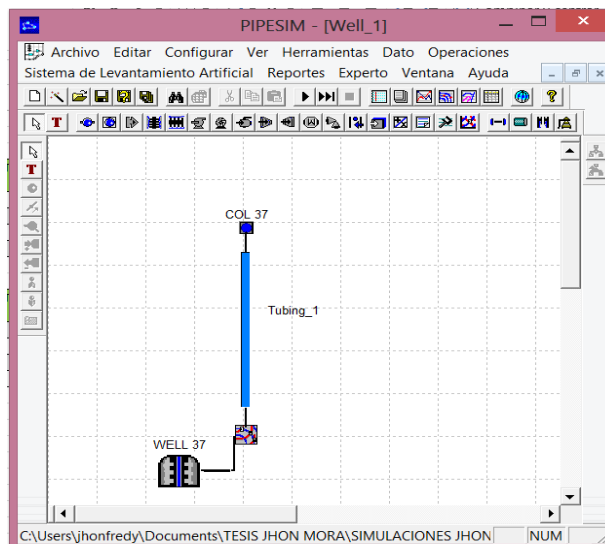 PIPESIM - [Well_1]
Archivo Editar Configurar Ver Herramientas Dato Operaciones
Sistema de Levantamiento Artificial Reportes Experto Ventana Ayuda
T
T
COL 37
Tubing_1
WELL 37
C:\Users\jhonfredy\Documents\TESIS JHON MORA\SIMULACIONES JHON
NUM